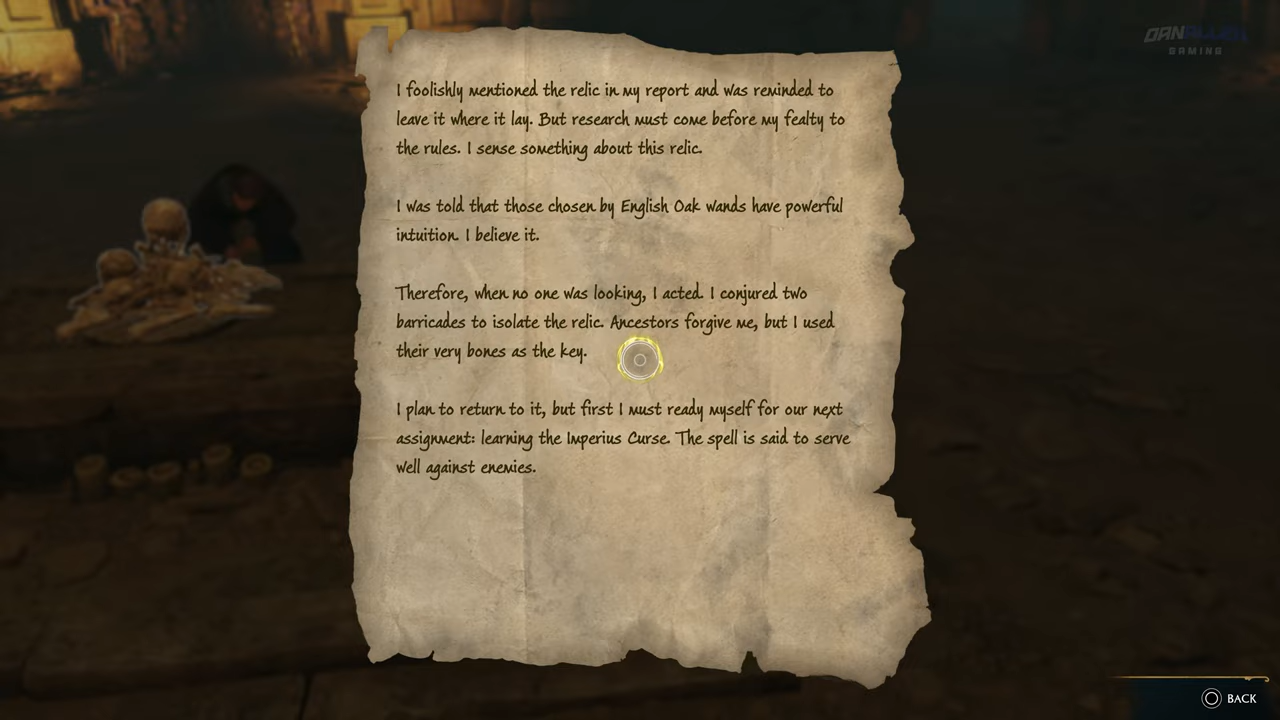 DANALLEN
GAMING
I foolishly mentioned the relic in my report and was reminded to
leave it where it lay. But research must come before my fealty to
the rules. I sense something about this relic.
I was told that those chosen by English Oak wands have powerful
intuition. I believe it.
Therefore, when no one was looking, I acted. I conjured two
barricades to isolate the relic. Ancestors forgive me, but I used
their very bones as the key.
I plan to return to it, but first I must ready myself for our next
assignment: learning the Imperius Curse. The spell is said to serve
well against enemies.
BACK